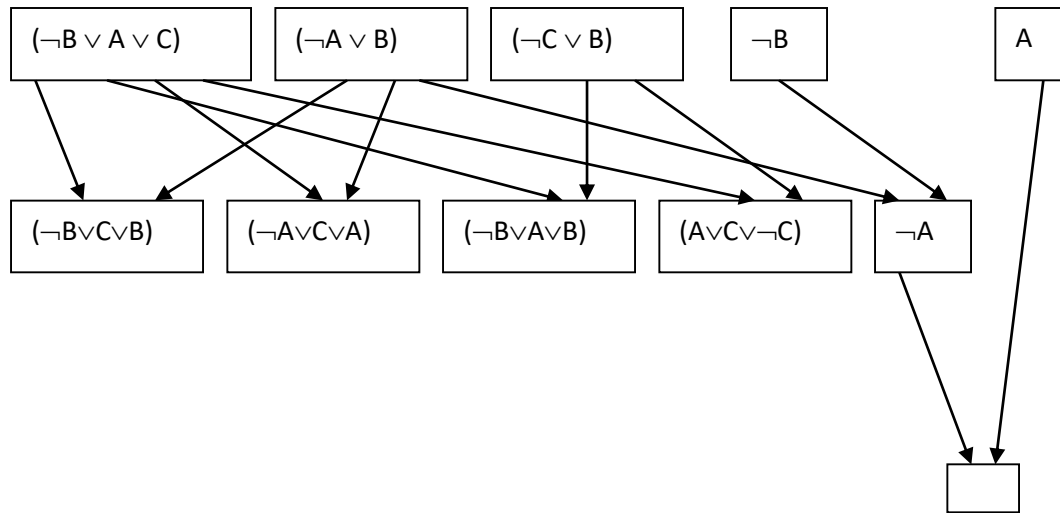 (¬B ∨ A ∨ C)
(¬A ∨ B)
(¬C ∨ B)
¬B
A
(¬B∨C∨B)
(¬A∨C∨A)
(¬B∨A∨B)
(A∨C∨¬C)
¬A